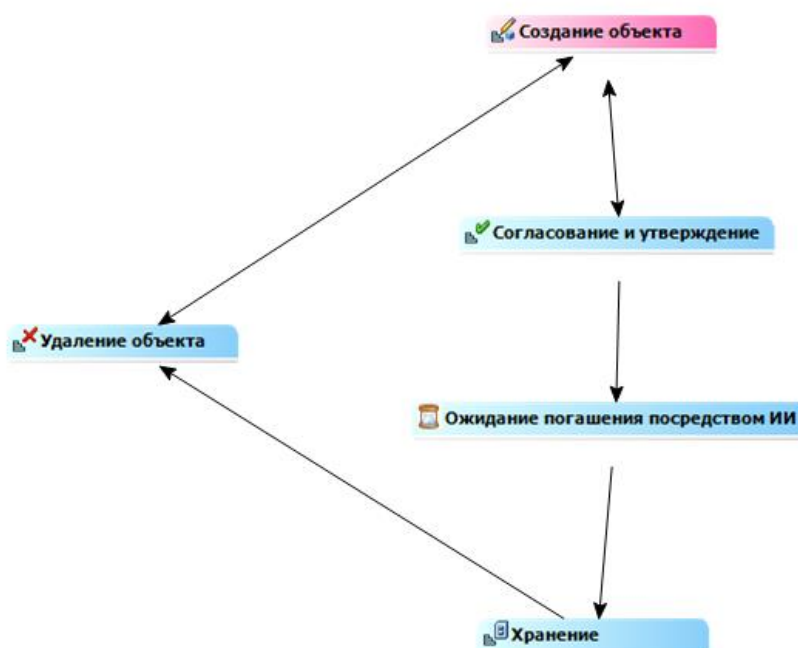 Создание объекта
Согласование и утверждение
Удаление объекта
Ожидание погашения посредством ИИ
Хранение